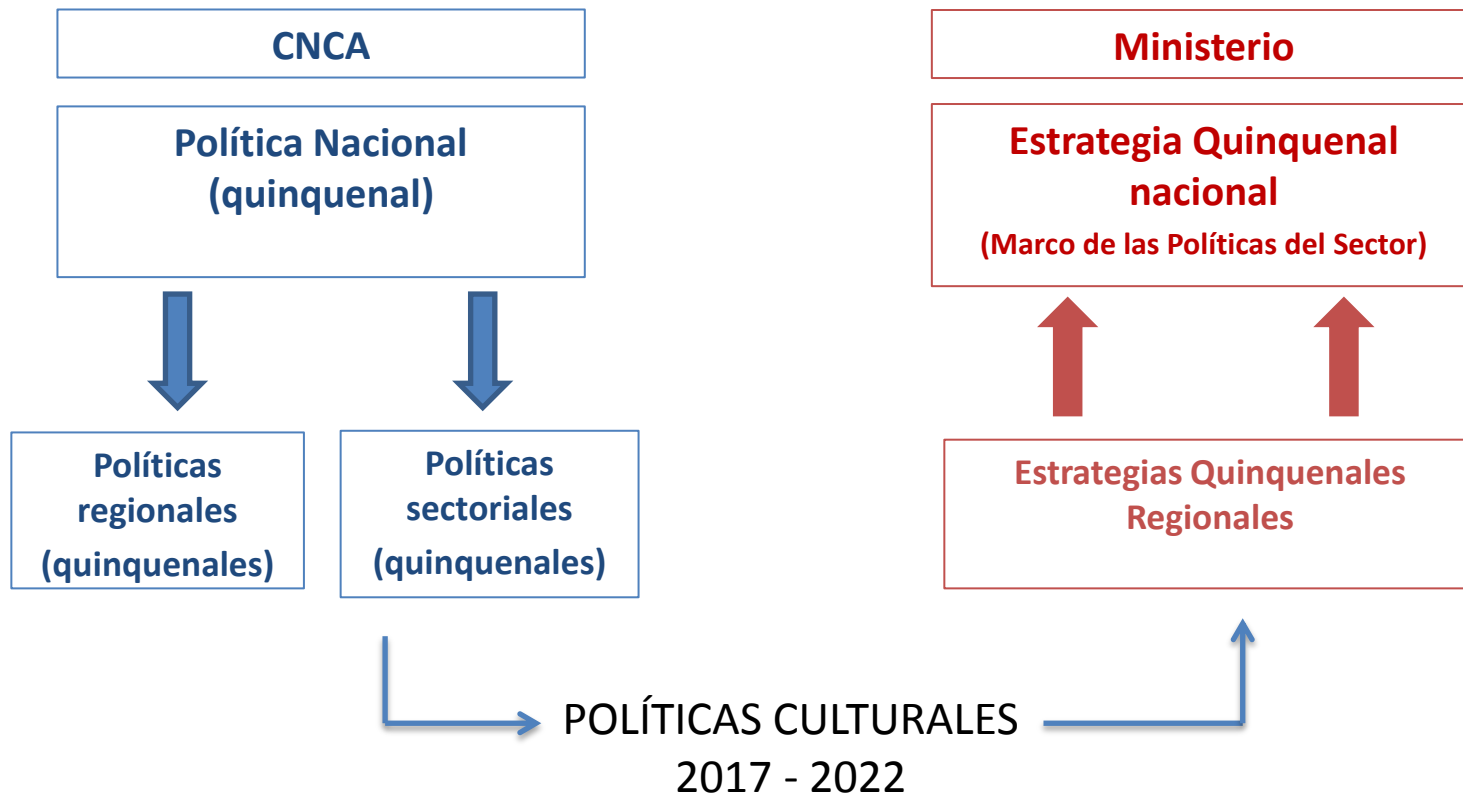 CNCA
Política Nacional
(quinquenal)
Políticas
regionales
(quinquenales)
Políticas
sectoriales
(quinquenales)
Ministerio
Estrategia Quinquenal
nacional
(Marco de las Políticas del Sector)
Estrategias Quinquenales
Regionales
POLÍTICAS CULTURALES
2017 - 2022